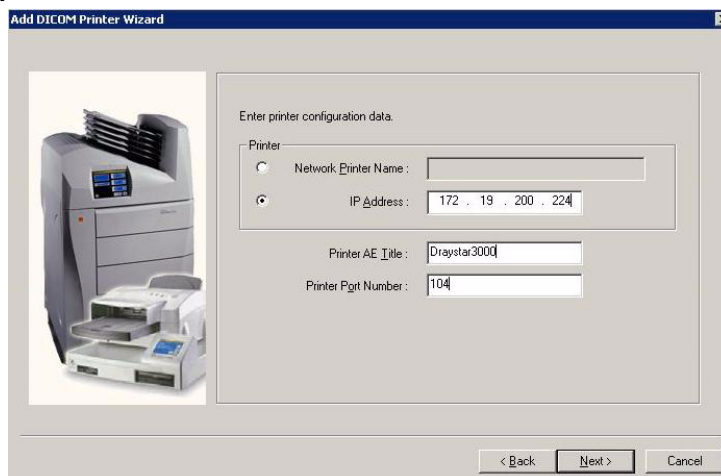 Add DICOM Printer Wizard
Enter printer configuration data.
Printer
Network Printer Name :
IP Address : 172 . 19 . 200 . 224
Printer AE Title : Draystar3000
Printer Port Number : 104
< Back Next > Cancel